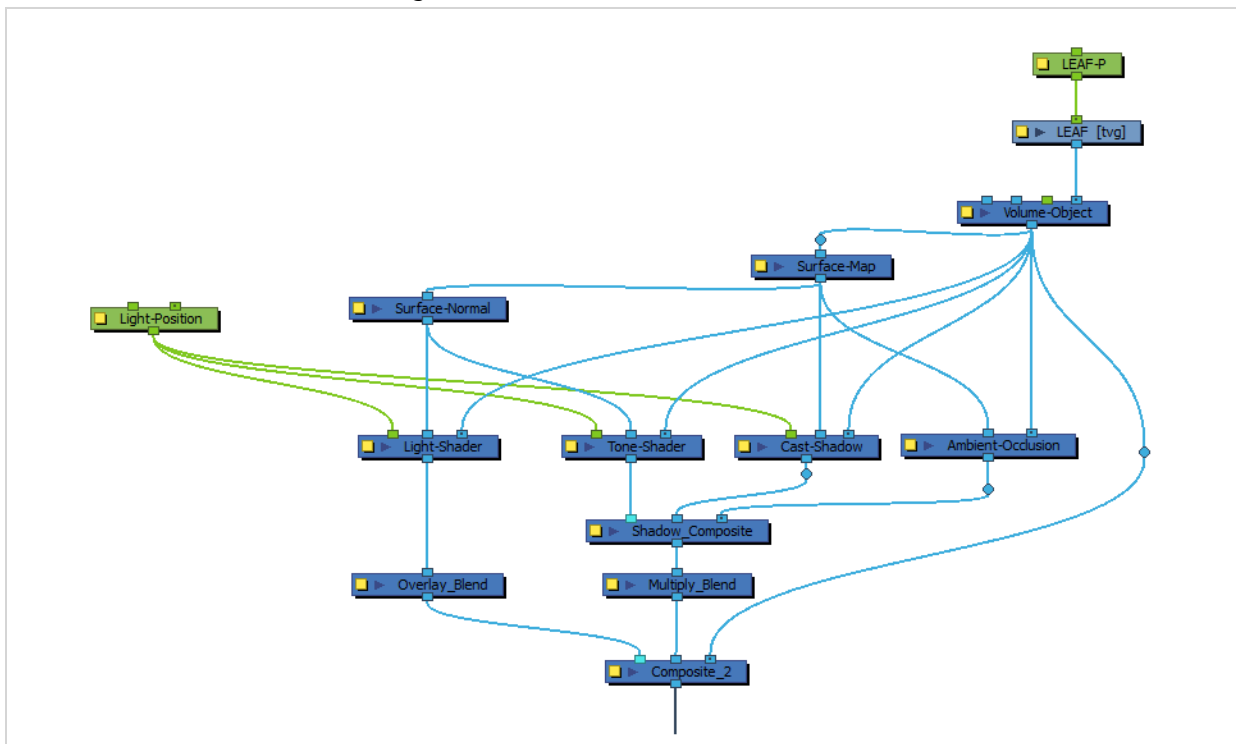 LEAF-P
LEAF [tvg]
Volume-Object
Surface-Map
Surface-Normal
Light-Position
Light-Shader
Tone-Shader
Cast-Shadow
Ambient-Occlusion
Shadow_Composite
Overlay_Blend
Multiply_Blend
Composite_2